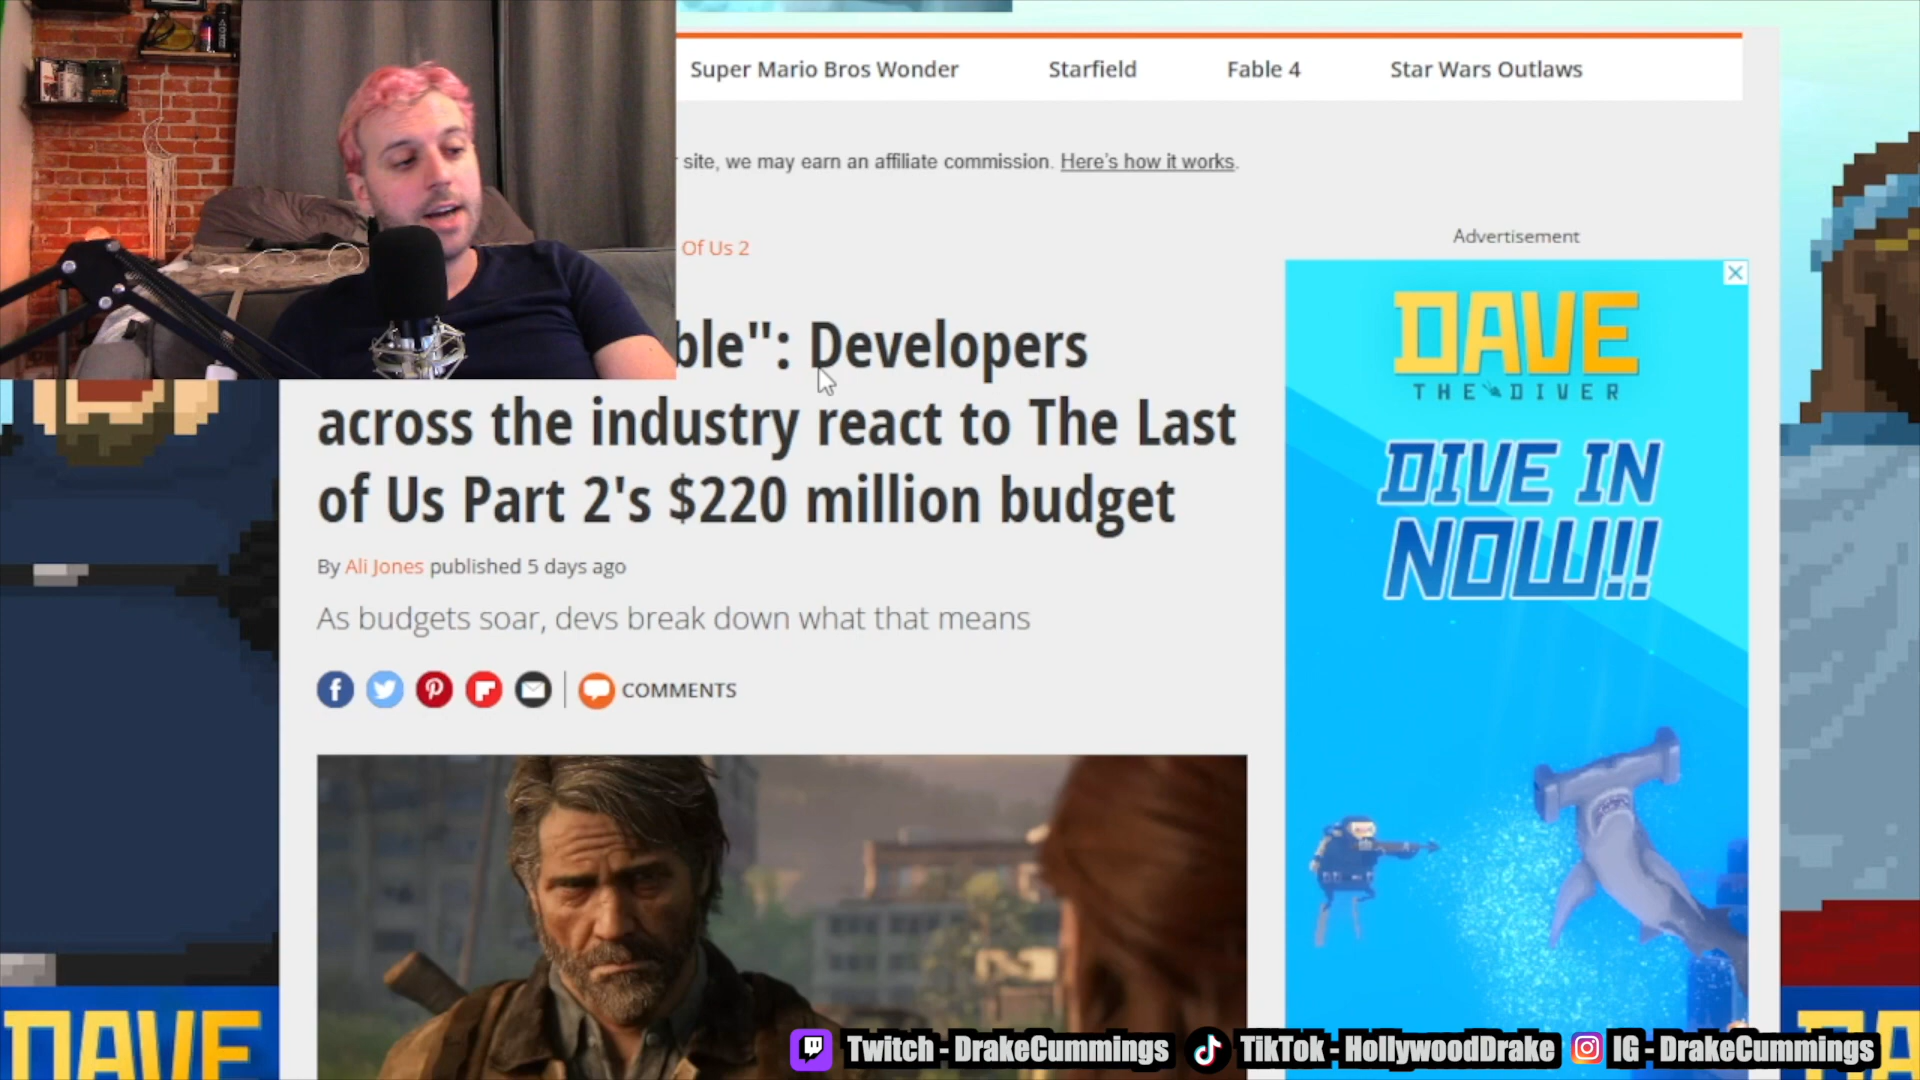 Super Mario Bros Wonder Starfield Fable 4 Star Wars Outlaws
site, we may earn an affiliate commission. Here's how it works.
Of Us 2
Advertisement
ble": Developers
across the industry react to The Last
of Us Part 2's $220 million budget
By Ali Jones published 5 days ago
As budgets soar, devs break down what that means
COMMENTS
DAVE
THE DIVER
DIVE IN
NOW!!
DAVE
Twitch - DrakeCummings TikTok - HollywoodDrake IG - DrakeCummings